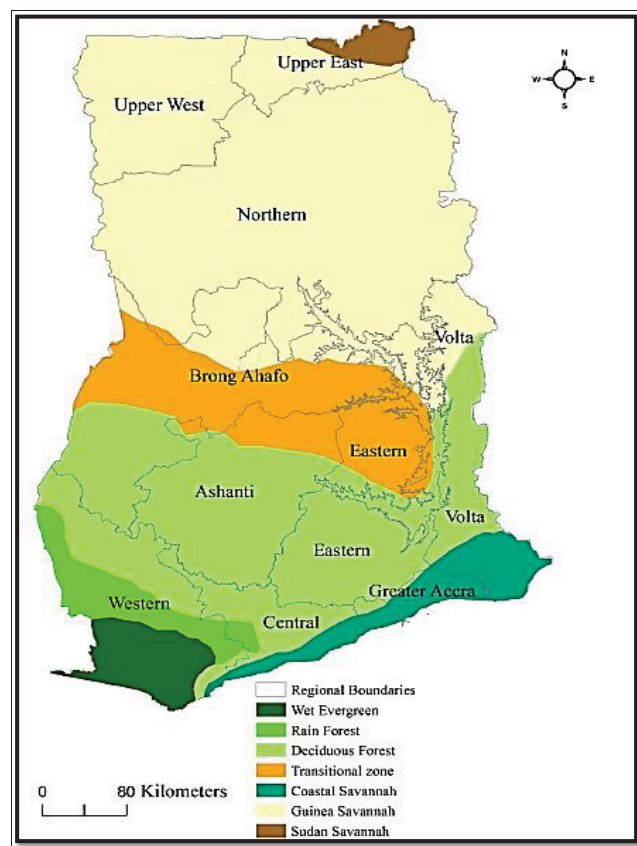 N
W E
S
Upper East
Upper West
Northern
Volta
Brong Ahafo
Eastern
Ashanti
Volta
Eastern
Greater Accra
Western
Central
Regional Boundaries
Wet Evergreen
Rain Forest
Deciduous Forest
Transitional zone
Coastal Savannah
Guinea Savannah
Sudan Savannah
0 80 Kilometers